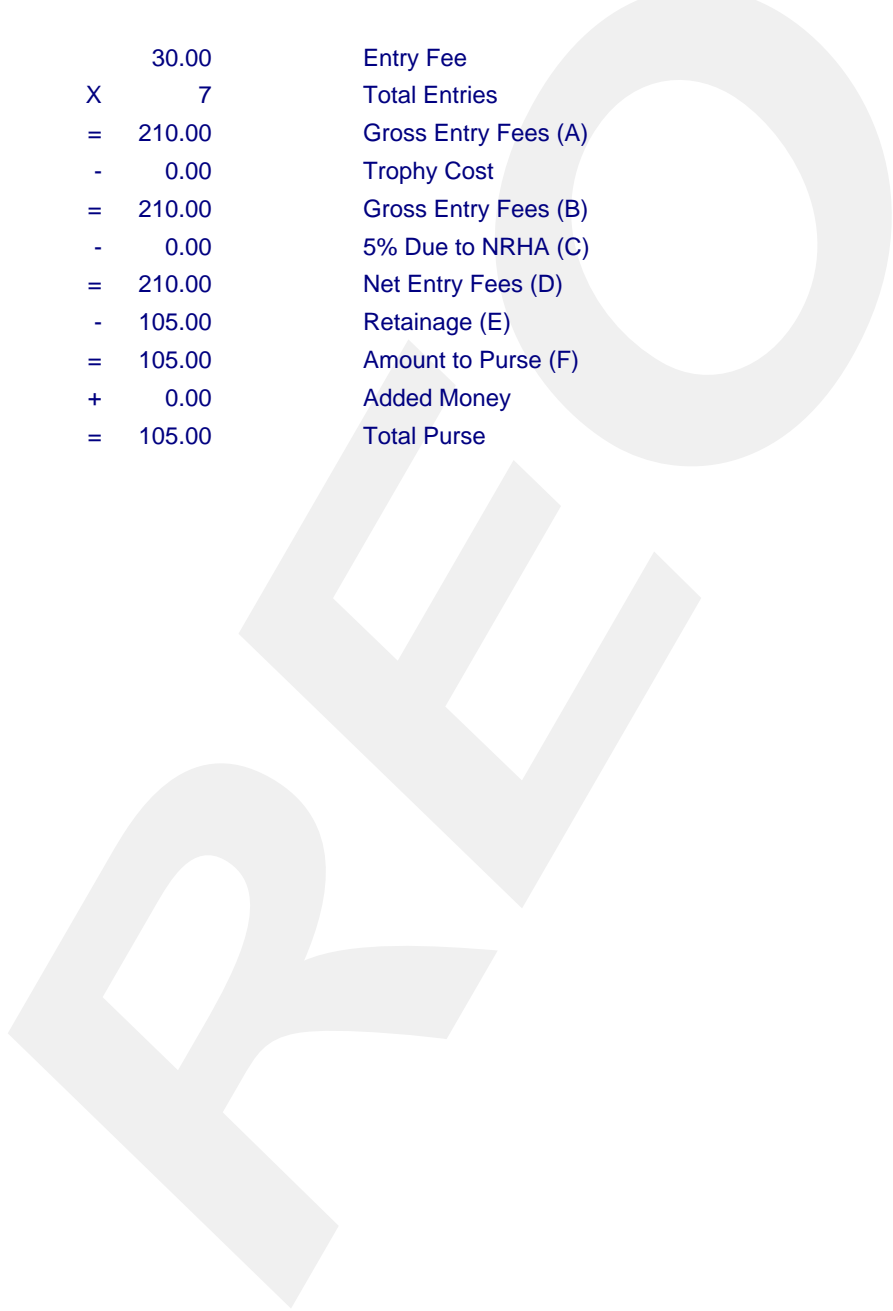 30.00 Entry Fee
X 7 Total Entries
= 210.00 Gross Entry Fees (A)
- 0.00 Trophy Cost
= 210.00 Gross Entry Fees (B)
- 0.00 5% Due to NRHA (C)
= 210.00 Net Entry Fees (D)
- 105.00 Retainage (E)
= 105.00 Amount to Purse (F)
+ 0.00 Added Money
= 105.00 Total Purse
REO